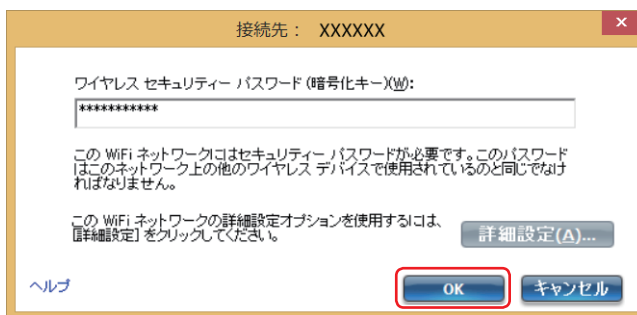 接続先： XXXXXX
×
ワイヤレス セキュリティー パスワード (暗号化キー)(W):
***********
この WiFi ネットワークにはセキュリティー パスワードが必要です。このパスワード
はこのネットワーク上の他のワイヤレス デバイスで使用されているのと同じでなけ
ればなりません。
この WiFi ネットワークの詳細設定オプションを使用するには、
[詳細設定] をクリックしてください。
詳細設定(A)...
ヘルプ
OK
キャンセル